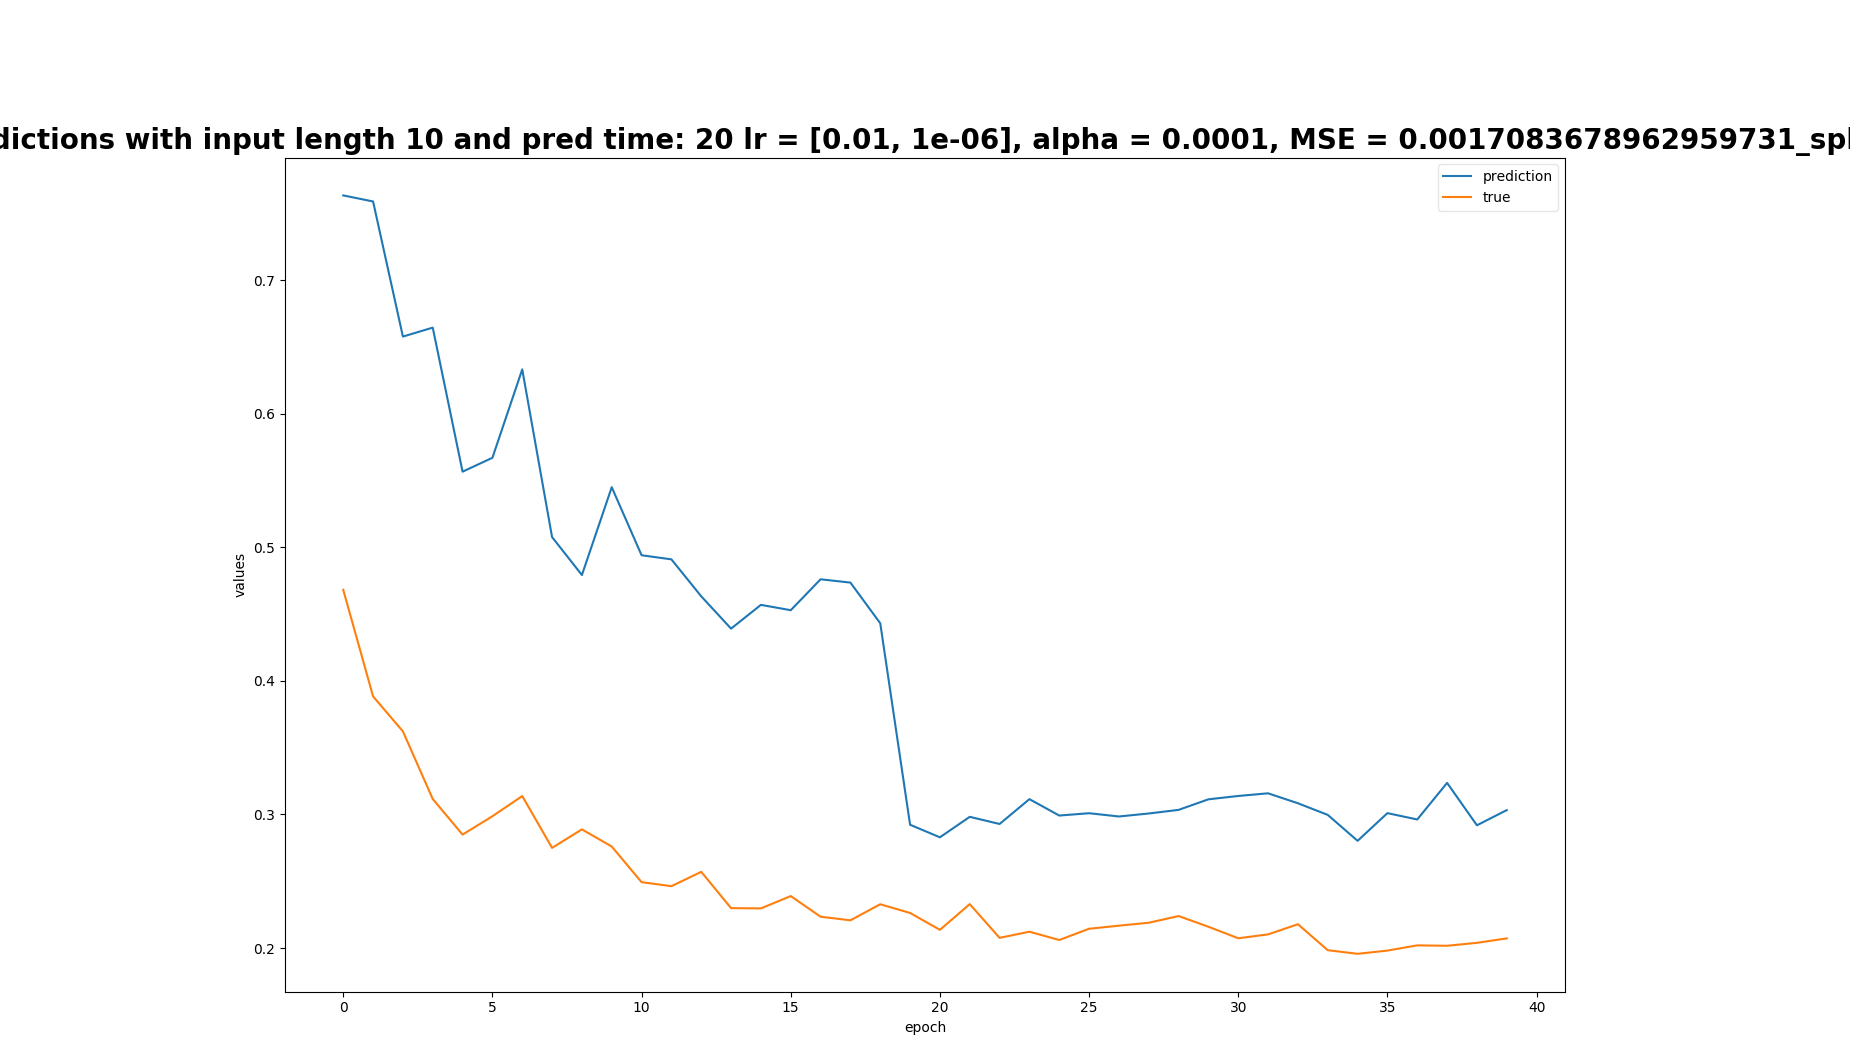 with input length 10 and pred time: 20 lr = [0.01, 1e-06], alpha = 0.0001, MSE = 0.0017083678962959731_spl
prediction
true
0.7
0.6
0.5
0.4
0.3
0.2
values
0 5 10 15 20 25 30 35 40
epoch